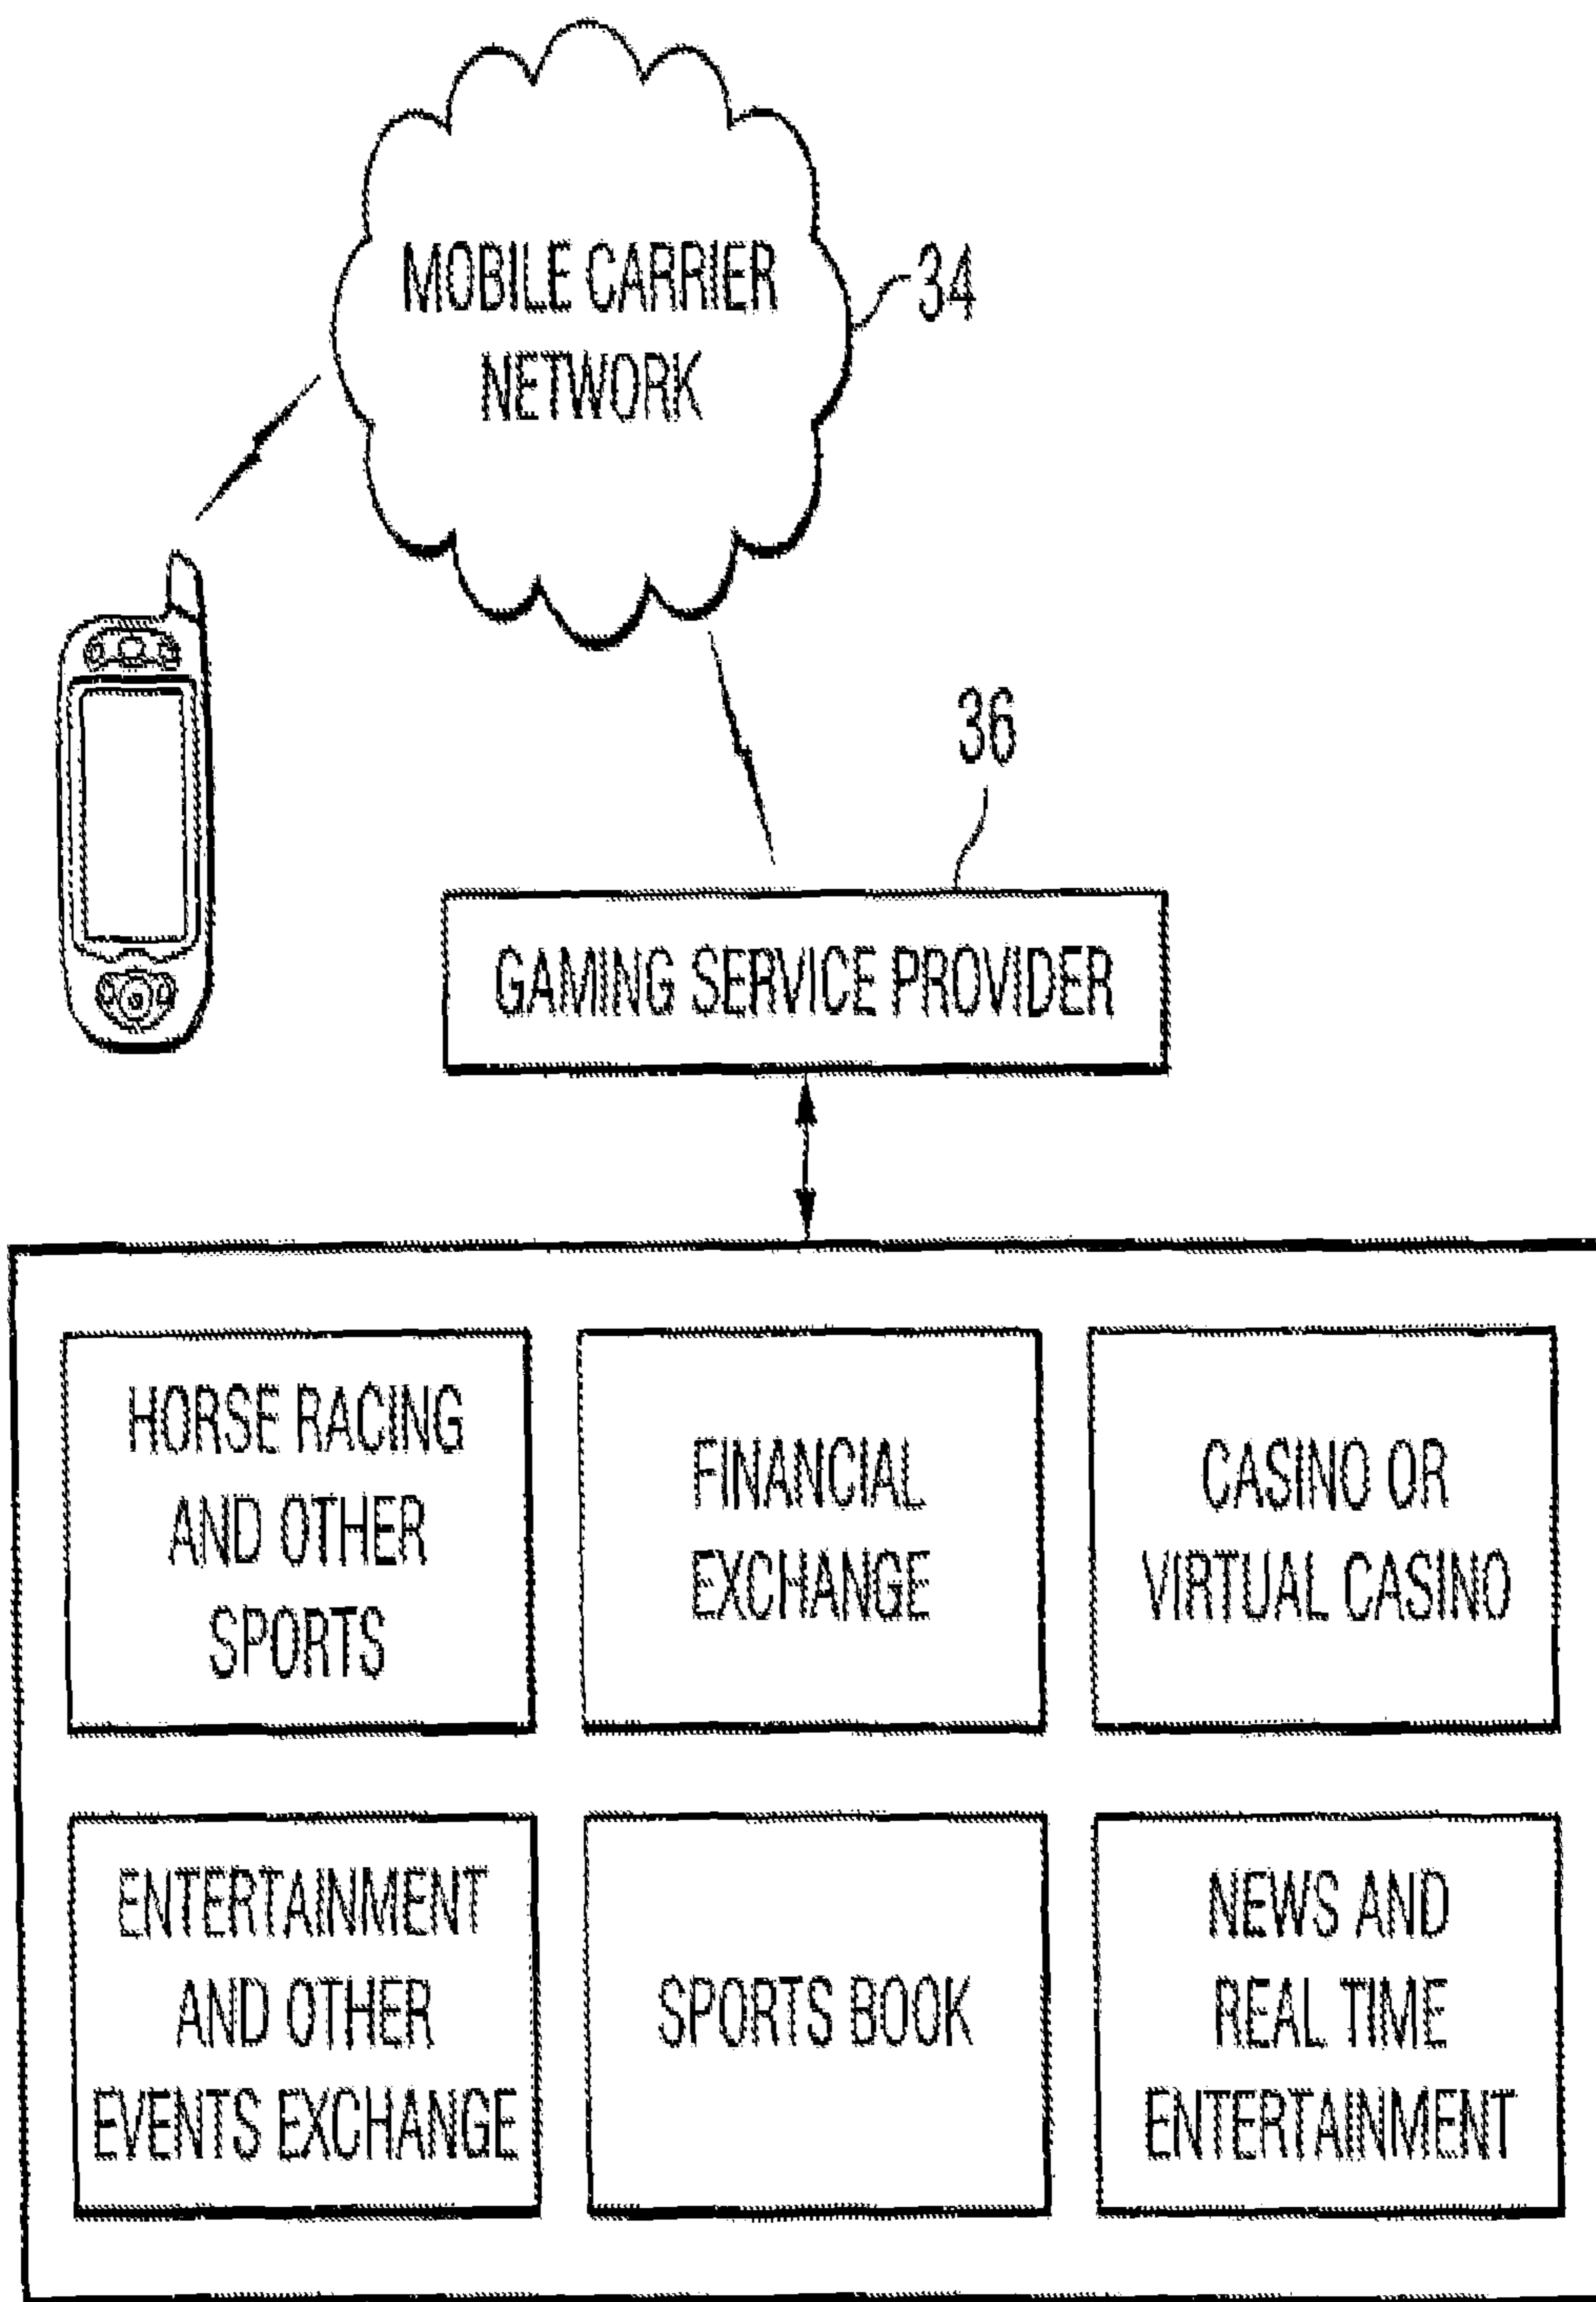 MOBILE CARRIER
NETWORK
34
36
GAMING SERVICE PROVIDER
HORSE RACING
AND OTHER
SPORTS
FINANCIAL
EXCHANGE
CASINO OR
VIRTUAL CASINO
ENTERTAINMENT
AND OTHER
EVENTS EXCHANGE
SPORTS BOOK
NEWS AND
REAL TIME
ENTERTAINMENT